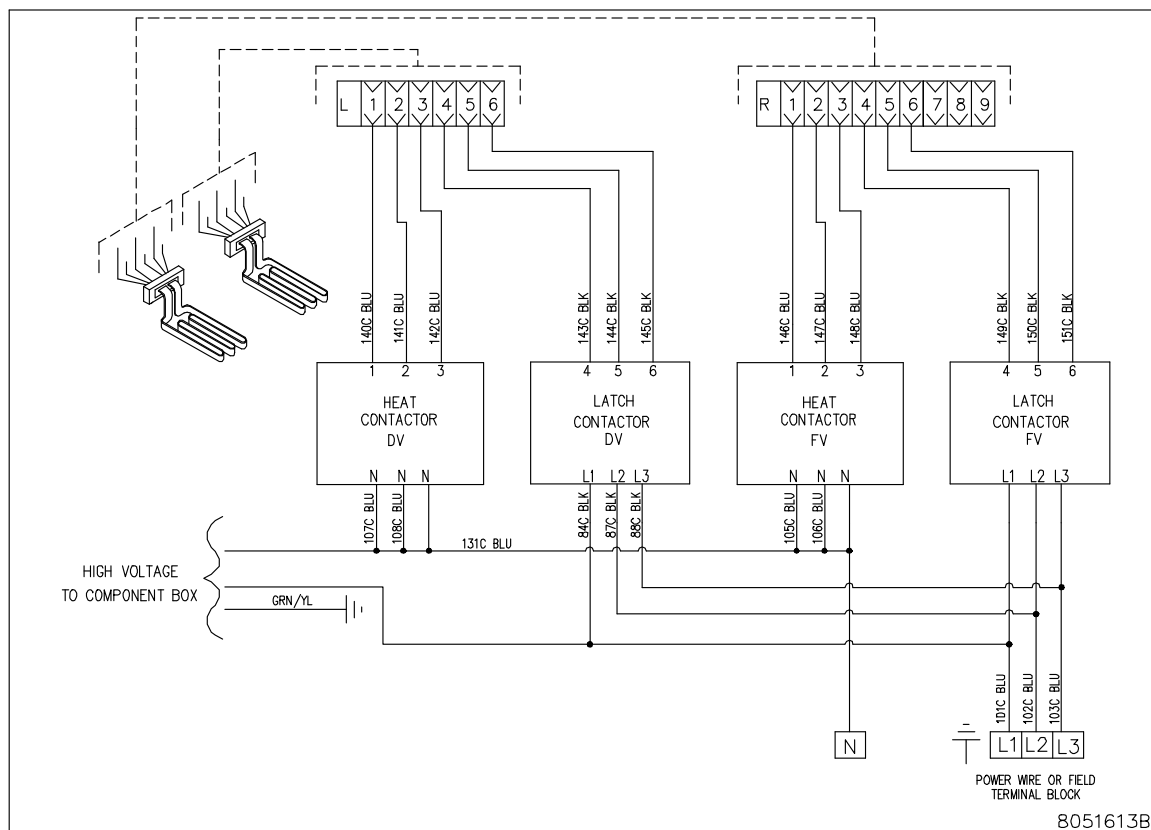 L 1 2 3 4 5 6
R 1 2 3 4 5 6 7 8 9
140C BLU
141C BLU
142C BLU
143C BLK
144C BLK
145C BLK
146C BLU
147C BLU
148C BLU
149C BLK
150C BLK
151C BLK
1 2 3
HEAT
CONTACTOR
DV
N N N
4 5 6
LATCH
CONTACTOR
DV
L1 L2 L3
1 2 3
HEAT
CONTACTOR
FV
N N N
4 5 6
LATCH
CONTACTOR
FV
L1 L2 L3
107C BLU
108C BLU
84C BLK
87C BLK
88C BLK
105C BLU
106C BLU
131C BLU
HIGH VOLTAGE
TO COMPONENT BOX
GRN/YL
101C BLU
102C BLU
103C BLU
N
L1 L2 L3
POWER WIRE OR FIELD
TERMINAL BLOCK
8051613B